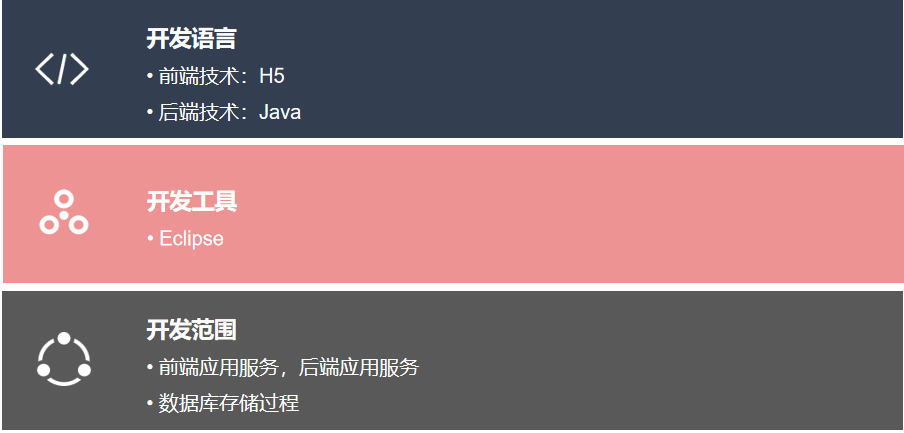 开发语言
• 前端技术：H5
• 后端技术：Java
开发工具
• Eclipse
开发范围
• 前端应用服务，后端应用服务
• 数据库存储过程